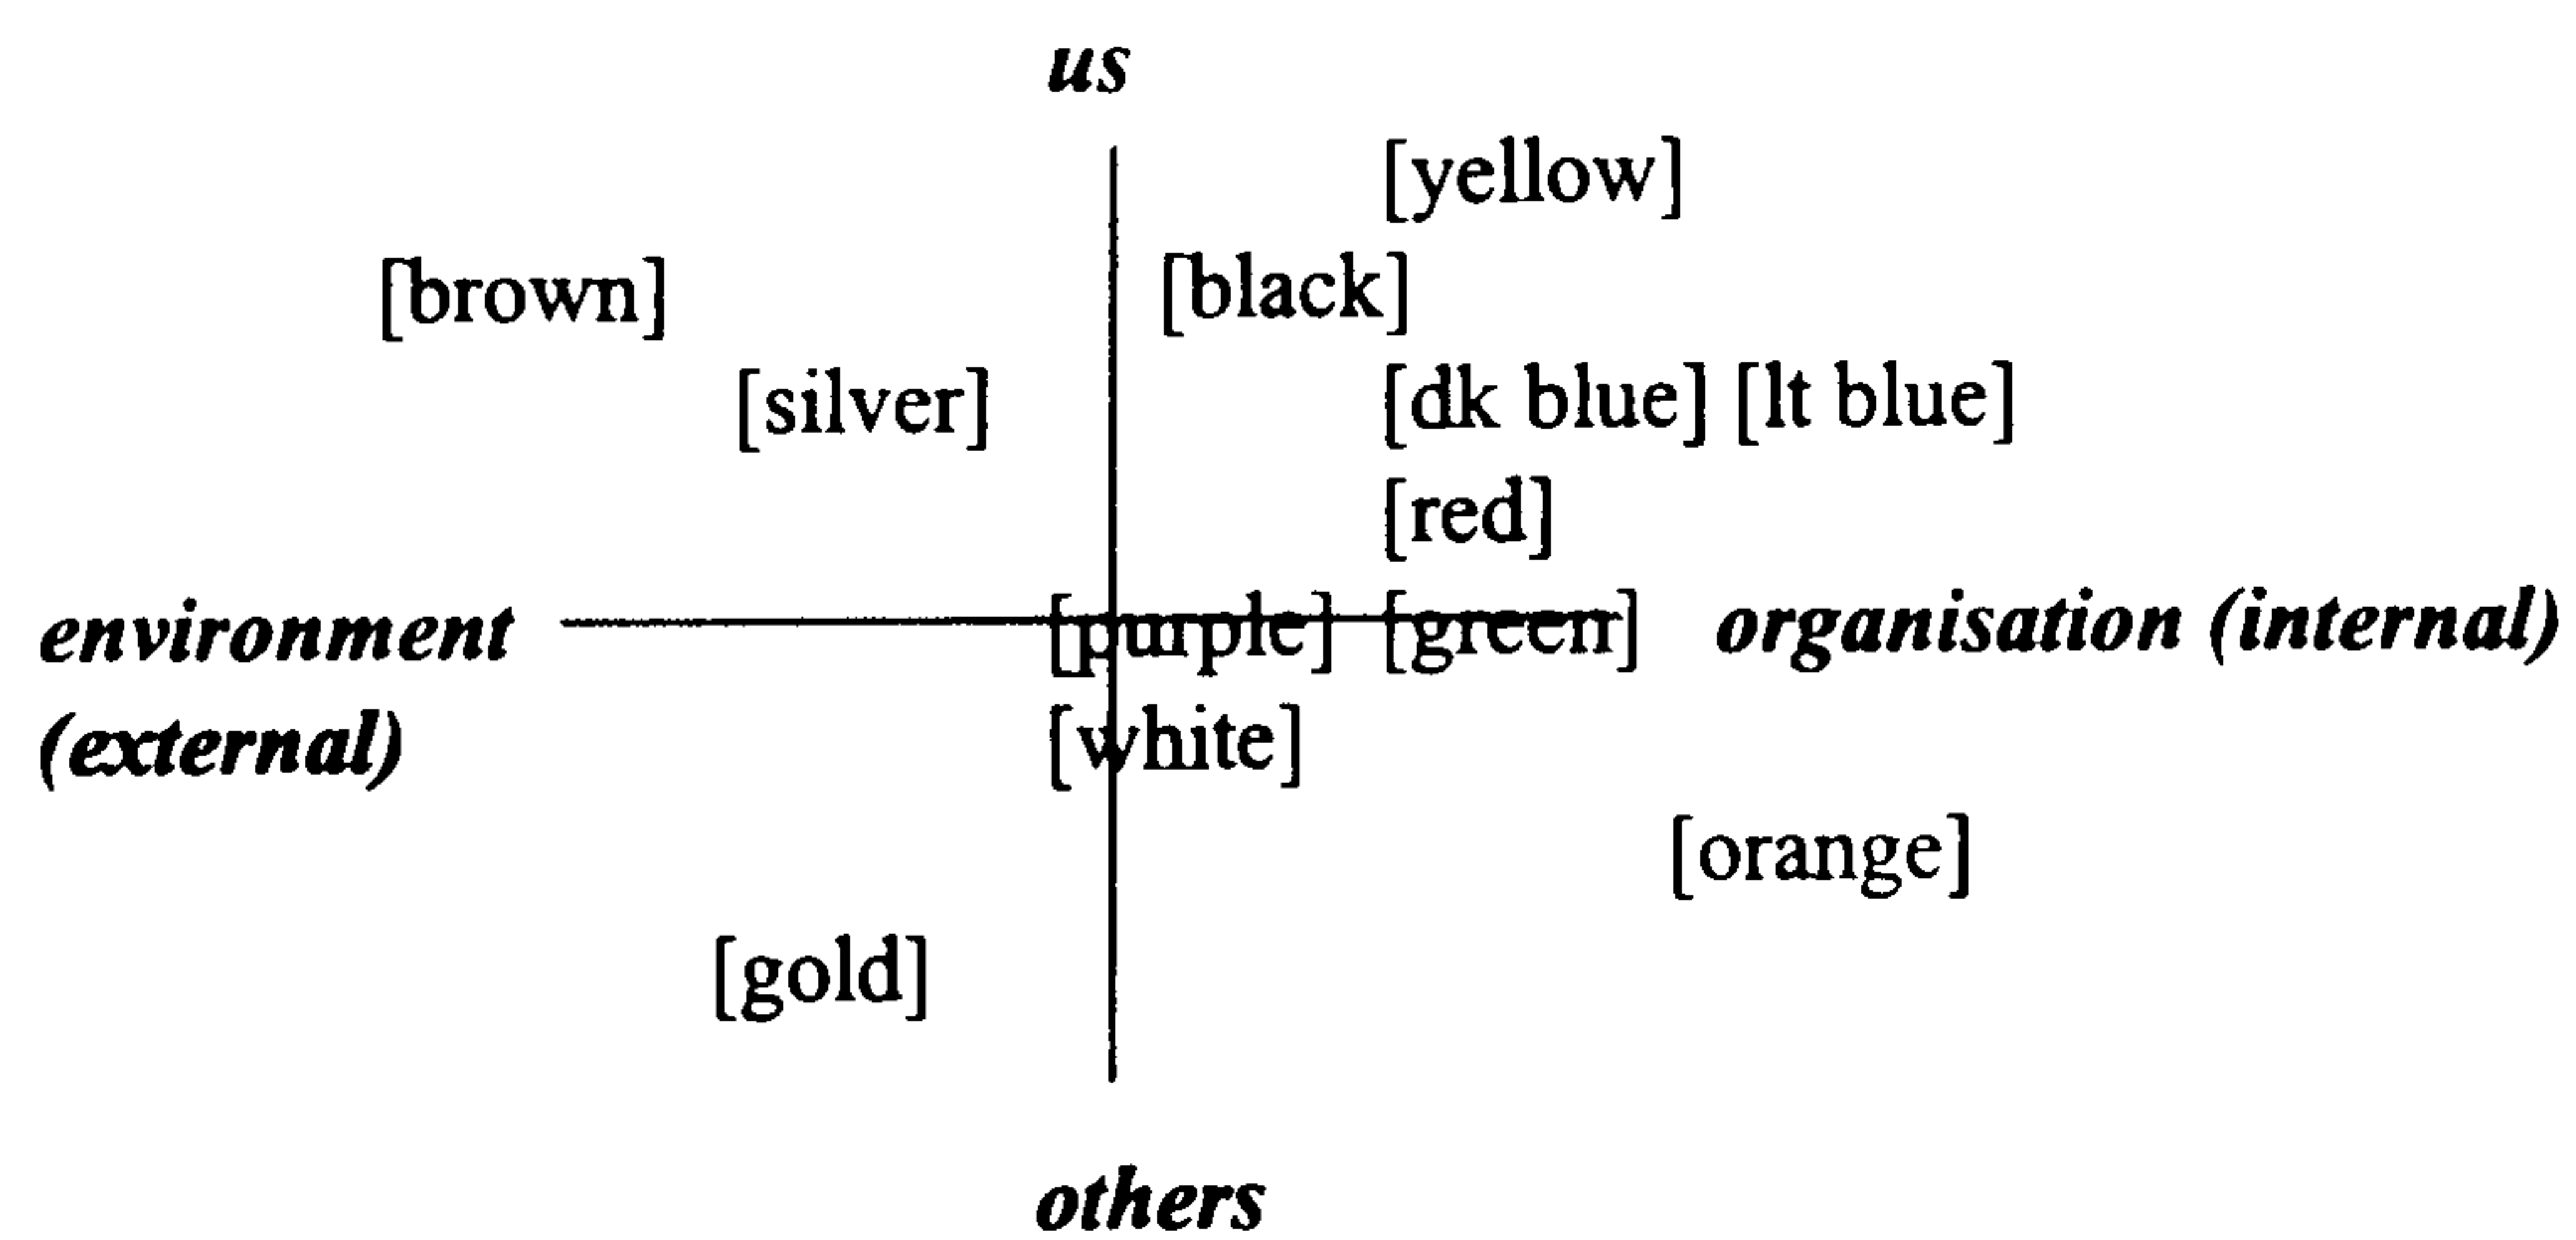 us
[yellow]
[brown] [black]
[silver] [dk blue] [lt blue]
[red]
environment [purple] [green] organisation (internal)
(external) [white]
[orange]
[gold]
others